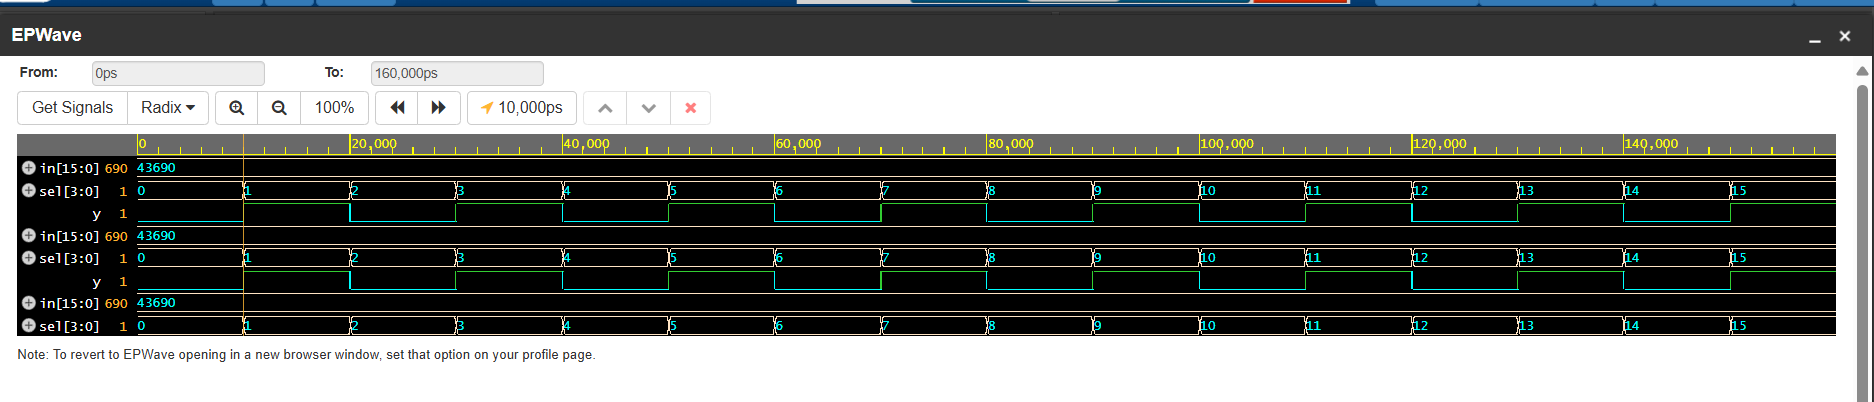 EPWave
From: 0ps To: 160,000ps
Get Signals Radix 100% 10,000ps
0 20,000 40,000 60,000 80,000 100,000 120,000 140,000
in[15:0] 690 43690
sel[3:0] 1 0 1 2 3 4 5 6 7 8 9 10 11 12 13 14 15
y 1
in[15:0] 690 43690
sel[3:0] 1 0 1 2 3 4 5 6 7 8 9 10 11 12 13 14 15
y 1
in[15:0] 690 43690
sel[3:0] 1 0 1 2 3 4 5 6 7 8 9 10 11 12 13 14 15
Note: To revert to EPWave opening in a new browser window, set that option on your profile page.